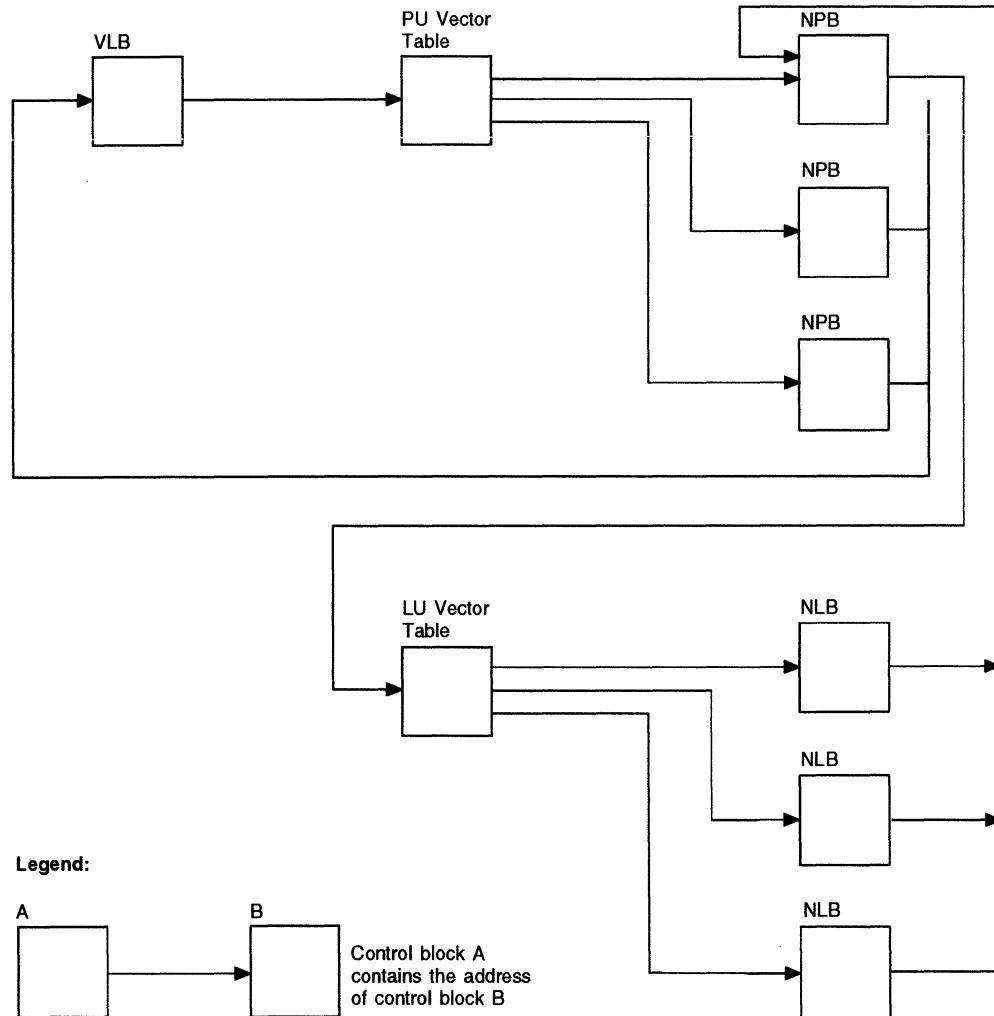 VLB
PU Vector
Table
NPB
NPB
NPB
LU Vector
Table
NLB
NLB
NLB
Legend:
A
B
Control block A
contains the address
of control block B